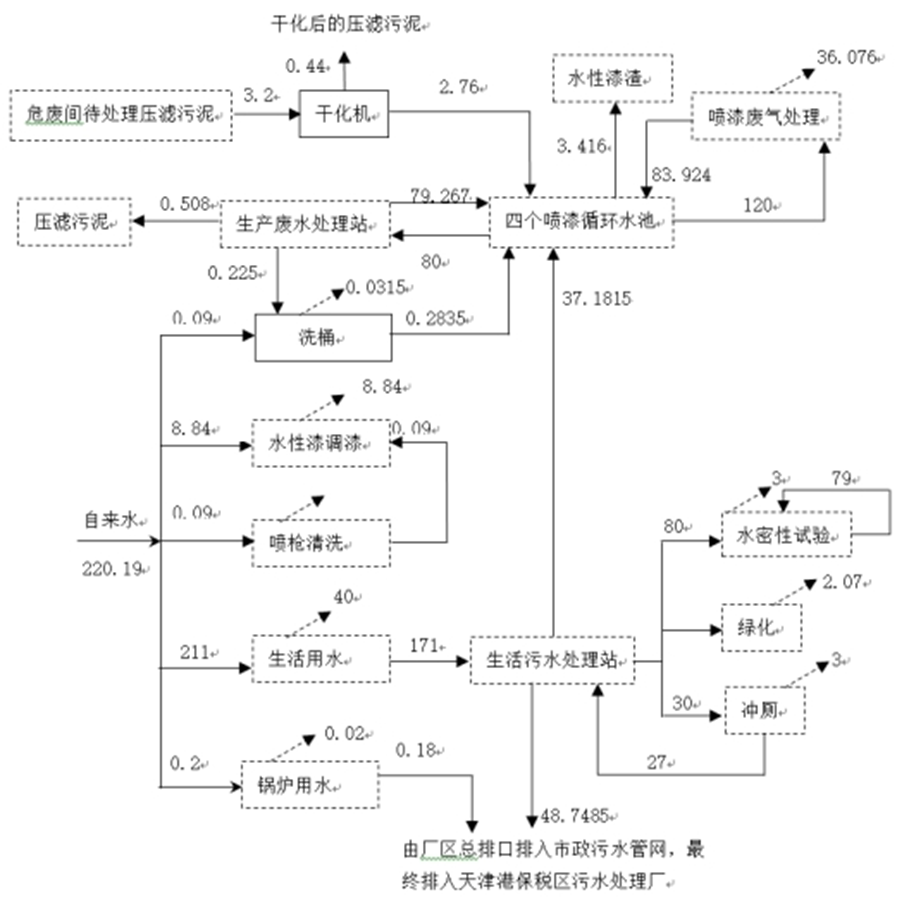 干化后的压滤污泥
0.44
水性漆渣
36.076
危废间待处理压滤污泥
3.2
干化机
2.76
喷漆废气处理
3.416
83.924
压滤污泥
0.508
生产废水处理站
79.267
四个喷漆循环水池
120
80
0.225
0.0315
37.1815
0.09
洗桶
0.2835
8.84
8.84
水性漆调漆
0.09
自来水
0.09
喷枪清洗
220.19
3
79
80
水密性试验
2.07
绿化
40
211
生活用水
171
生活污水处理站
3
30
冲厕
27
0.02
0.2
锅炉用水
0.18
48.7485
由厂区总排口排入市政污水管网，最
终排入天津港保税区污水处理厂